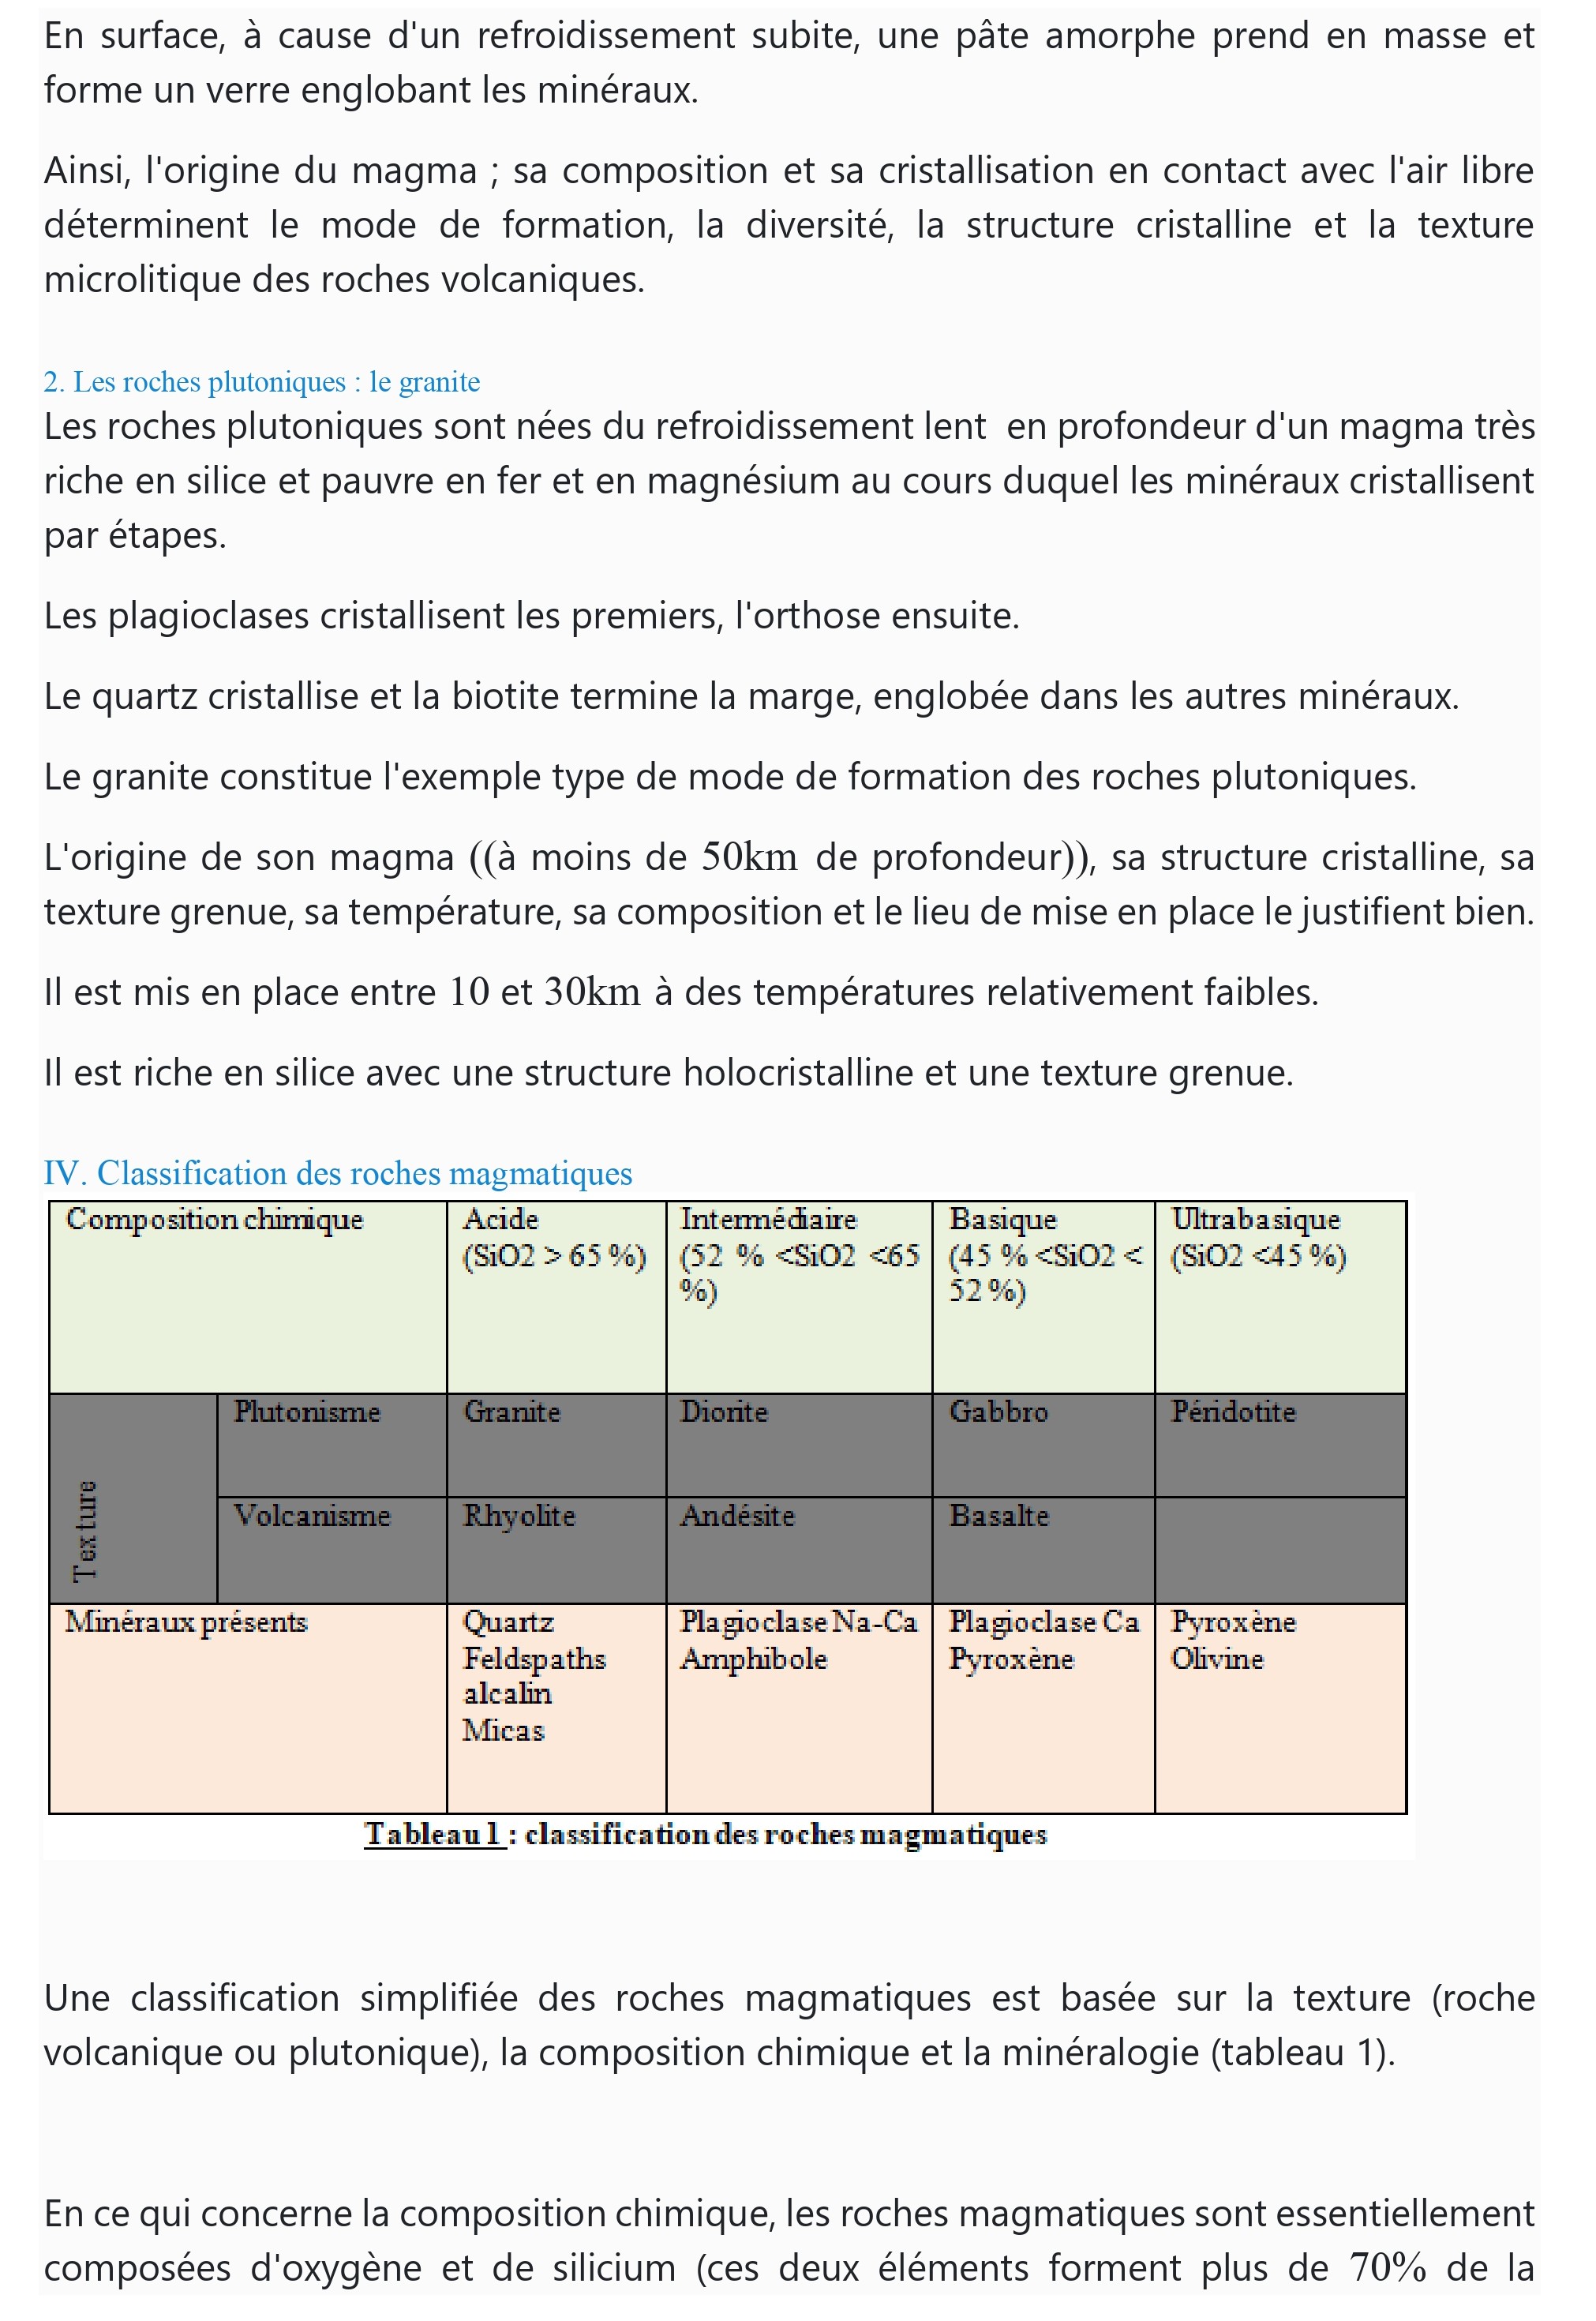 En surface, à cause d'un refroidissement subite, une pâte amorphe prend en masse et
forme un verre englobant les minéraux.
Ainsi, l'origine du magma ; sa composition et sa cristallisation en contact avec l'air libre
déterminent le mode de formation, la diversité, la structure cristalline et la texture
microlitique des roches volcaniques.
2. Les roches plutoniques : le granite
Les roches plutoniques sont nées du refroidissement lent en profondeur d'un magma très
riche en silice et pauvre en fer et en magnésium au cours duquel les minéraux cristallisent
par étapes.
Les plagioclases cristallisent les premiers, l'orthose ensuite.
Le quartz cristallise et la biotite termine la marge, englobée dans les autres minéraux.
Le granite constitue l'exemple type de mode de formation des roches plutoniques.
L'origine de son magma ((à moins de 50km de profondeur)), sa structure cristalline, sa
texture grenue, sa température, sa composition et le lieu de mise en place le justifient bien.
Il est mis en place entre 10 et 30km à des températures relativement faibles.
Il est riche en silice avec une structure holocristalline et une texture grenue.
IV. Classification des roches magmatiques
Composition chimique Acide Intermédiaire Basique Ultrabasique
(SiO2 > 65 %) (52 % <SiO2 <65 (45 % <SiO2 < (SiO2 <45 %)
%) 52 %)
Texture
Plutonisme Granite Diorite Gabbro Péridotite
Volcanisme Rhyolite Andésite Basalte
Minéraux présents Quartz Plagioclase Na-Ca Plagioclase Ca Pyroxène
Feldspaths Amphibole Pyroxène Olivine
alcalin
Micas
Tableau 1 : classification des roches magmatiques
Une classification simplifiée des roches magmatiques est basée sur la texture (roche
volcanique ou plutonique), la composition chimique et la minéralogie (tableau 1).
En ce qui concerne la composition chimique, les roches magmatiques sont essentiellement
composées d'oxygène et de silicium (ces deux éléments forment plus de 70% de la